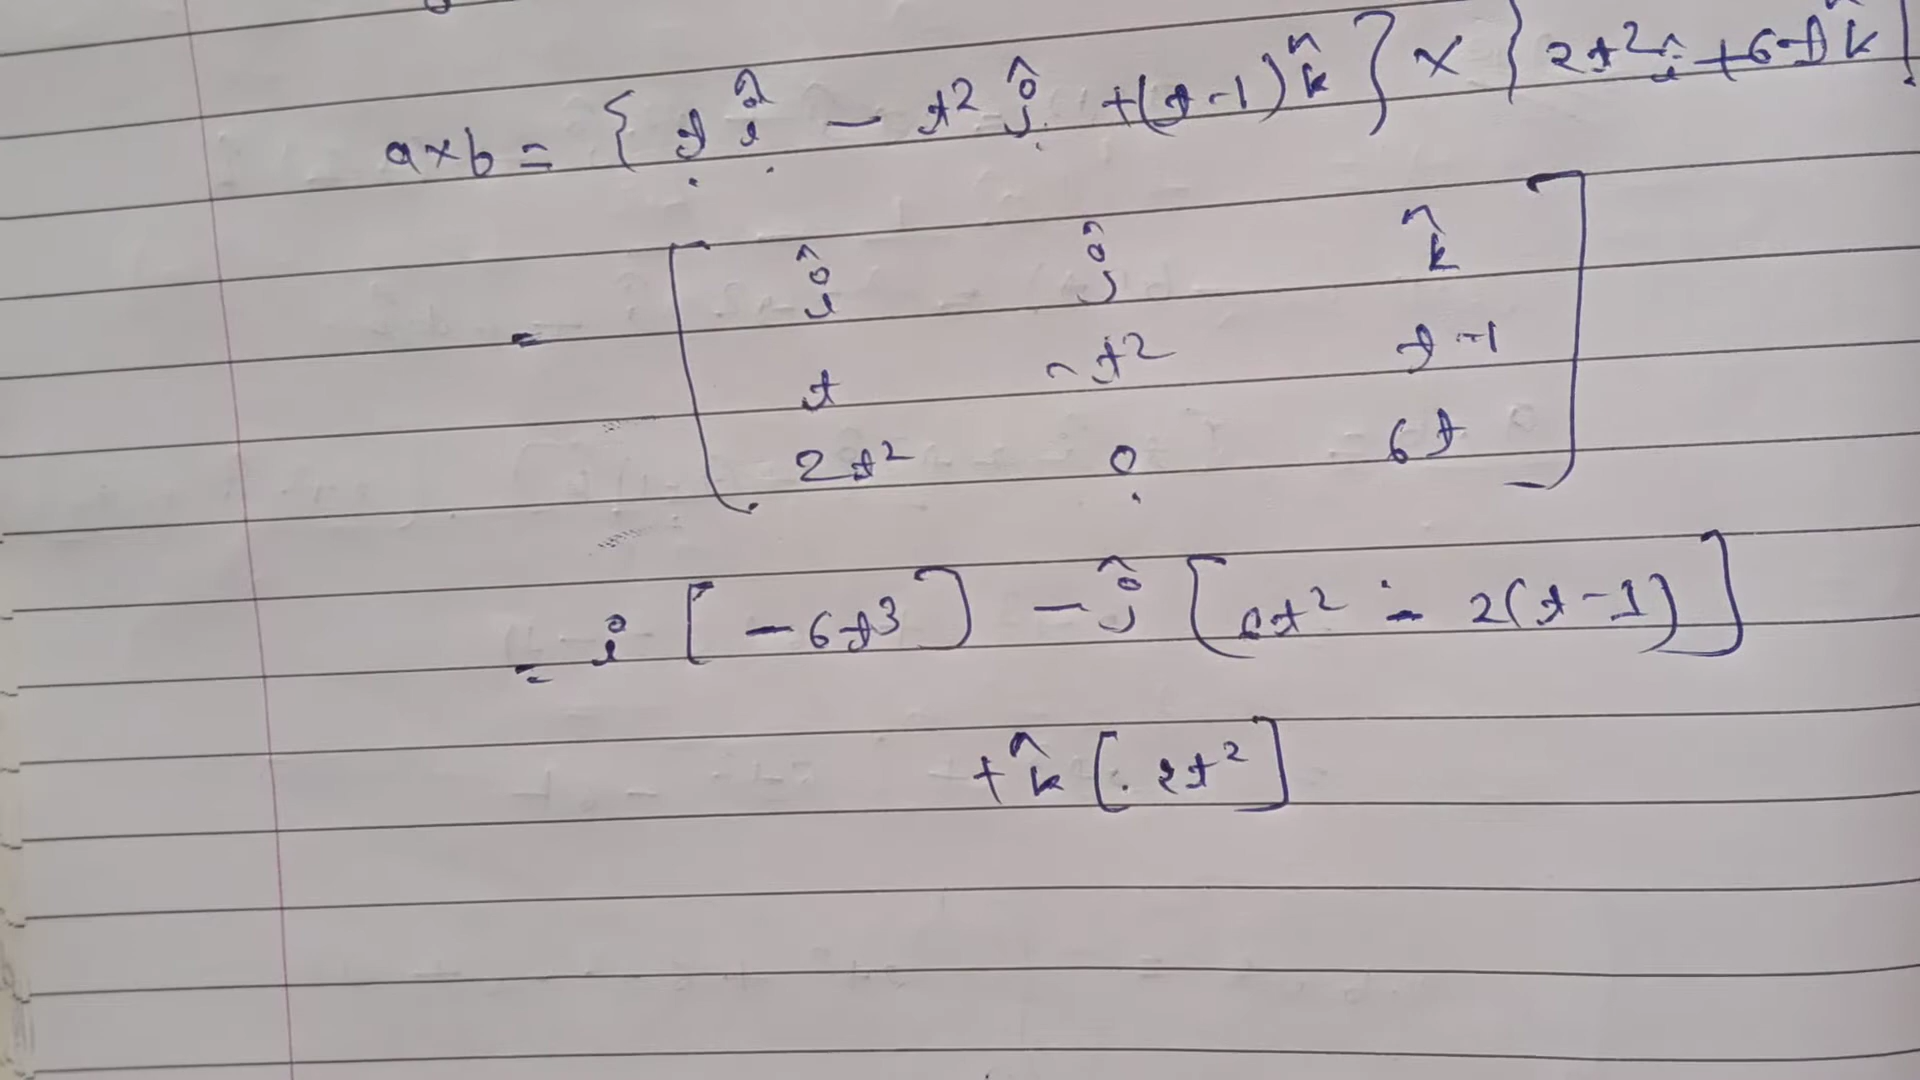 a×b = { t î - t² ĵ + (t-1) k̂ } × { 2t² î + 6t k̂ }
= [ î ĵ k̂
t -t² t-1
2t² 0 6t ]
= i [ -6t³ ] - ĵ [ 6t² - 2(t-1) ]
+ k̂ [ 2t² ]